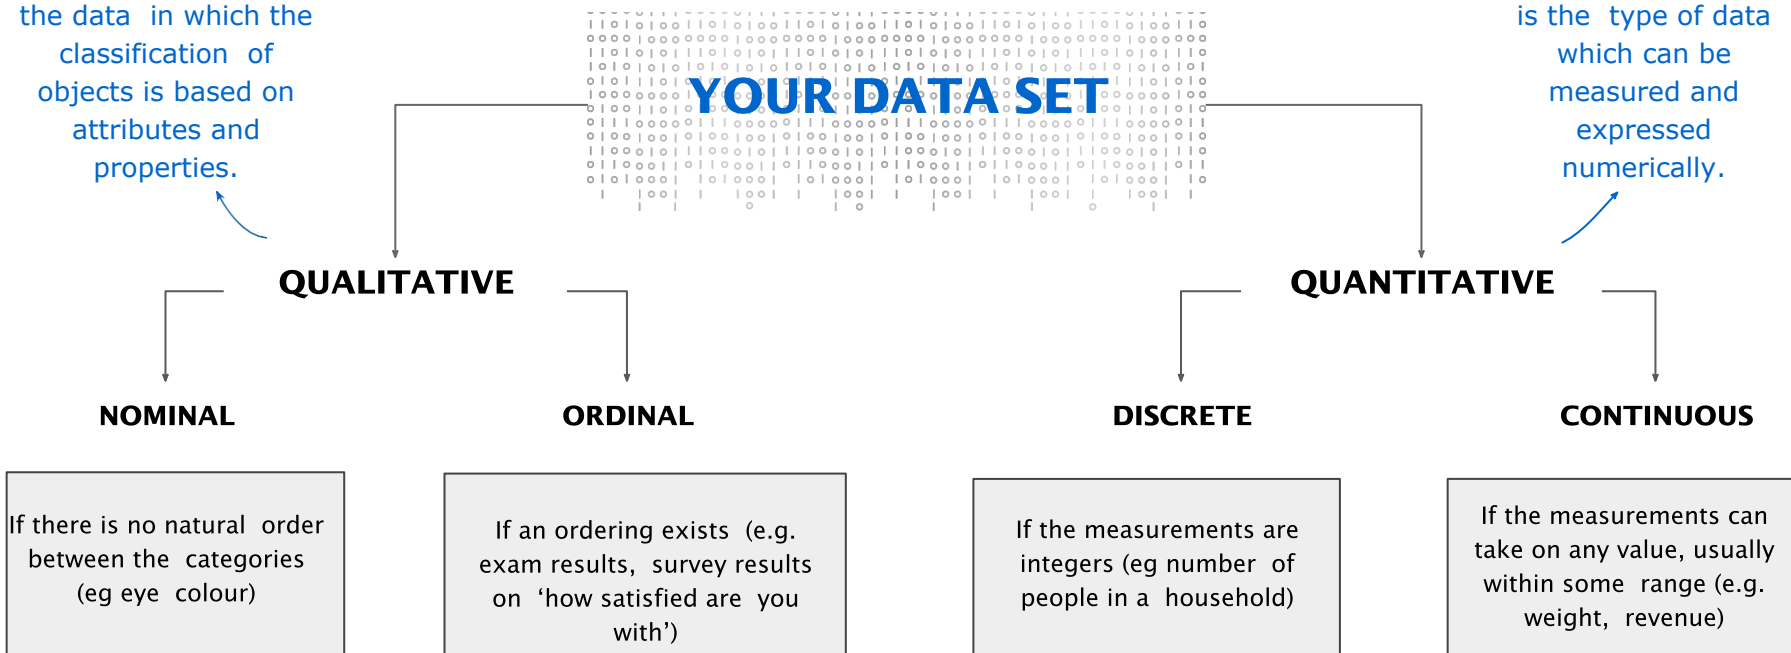 the data in which the
classification of
objects is based on
attributes and
properties.
YOUR DATA SET
is the type of data
which can be
measured and
expressed
numerically.
QUALITATIVE
QUANTITATIVE
NOMINAL
ORDINAL
DISCRETE
CONTINUOUS
If there is no natural order
between the categories
(eg eye colour)
If an ordering exists (e.g.
exam results, survey results
on ‘how satisfied are you
with’)
If the measurements are
integers (eg number of
people in a household)
If the measurements can
take on any value, usually
within some range (e.g.
weight, revenue)